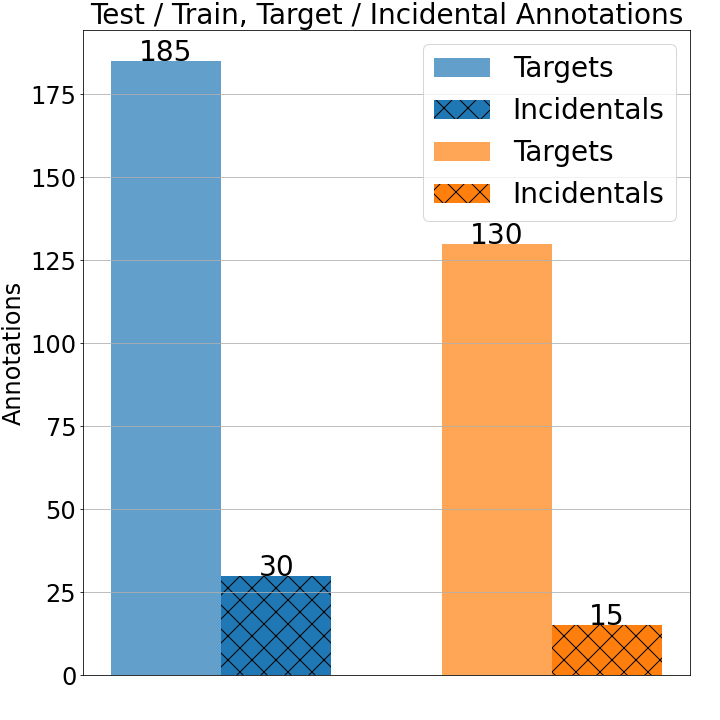 Test / Train, Target / Incidental Annotations
185
Targets
Incidentals
Targets
Incidentals
130
30
15
175
150
125
100
75
50
25
0
Annotations